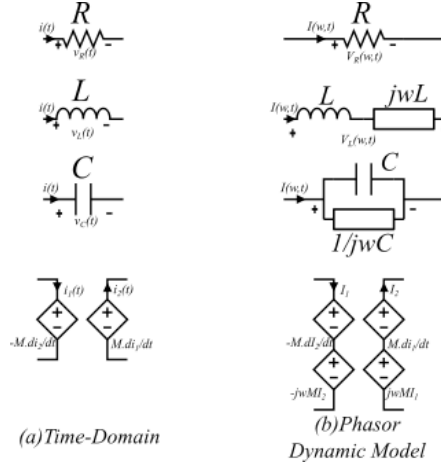 R
i(t)
+ -
v_R(t)
R
I(w,t)
+ -
V_R(w,t)
L
i(t)
+ -
v_L(t)
L
jwL
I(w,t)
+ -
V_L(w,t)
C
i(t)
+ -
v_C(t)
C
I(w,t)
+ -
1/jwC
i_1(t)
i_2(t)
+
-
+
-
-M.di_2/dt
M.di_1/dt
I_1
I_2
+
-
+
-
-M.dI_2/dt
M.di_1/dt
+
-
+
-
-jwMI_2
jwMI_1
(a)Time-Domain
(b)Phasor
Dynamic Model